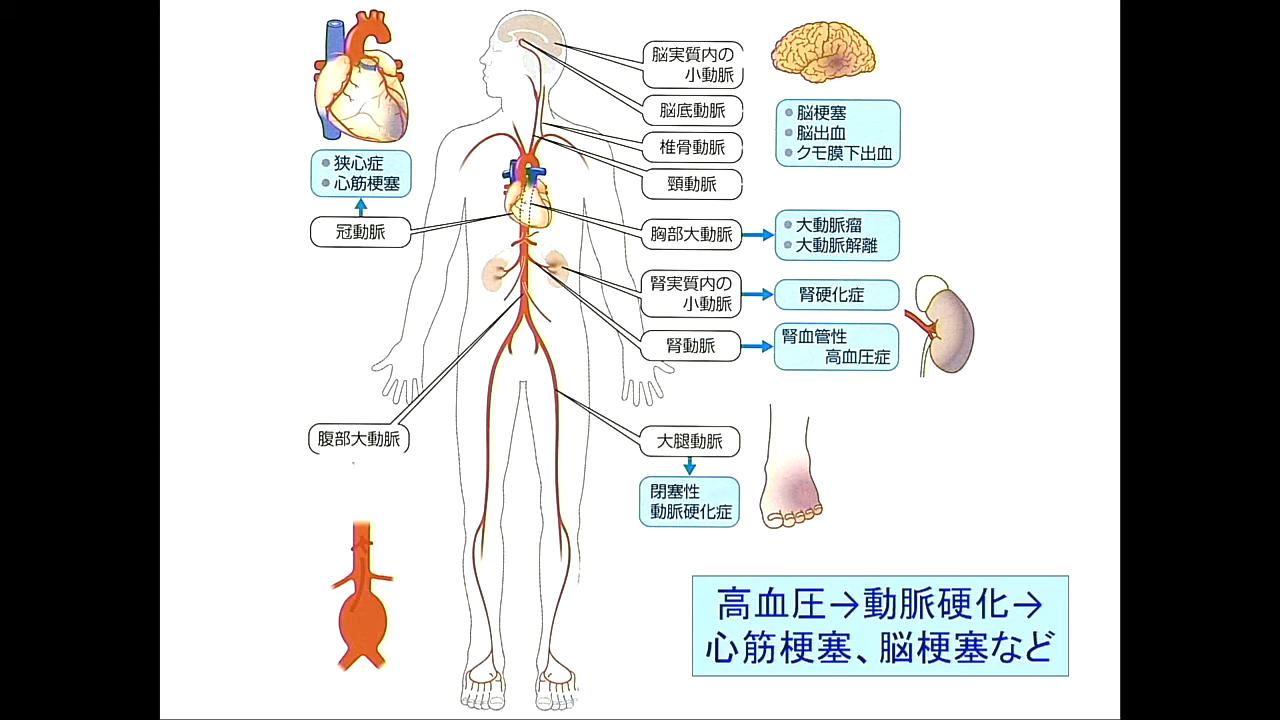 脳実質内の
小動脈
脳底動脈
椎骨動脈
頸動脈
● 脳梗塞
● 脳出血
● クモ膜下出血
● 狭心症
● 心筋梗塞
冠動脈
胸部大動脈
● 大動脈瘤
● 大動脈解離
腎実質内の
小動脈
腎硬化症
腎動脈
腎血管性
高血圧症
腹部大動脈
大腿動脈
閉塞性
動脈硬化症
高血圧→動脈硬化→
心筋梗塞、脳梗塞など